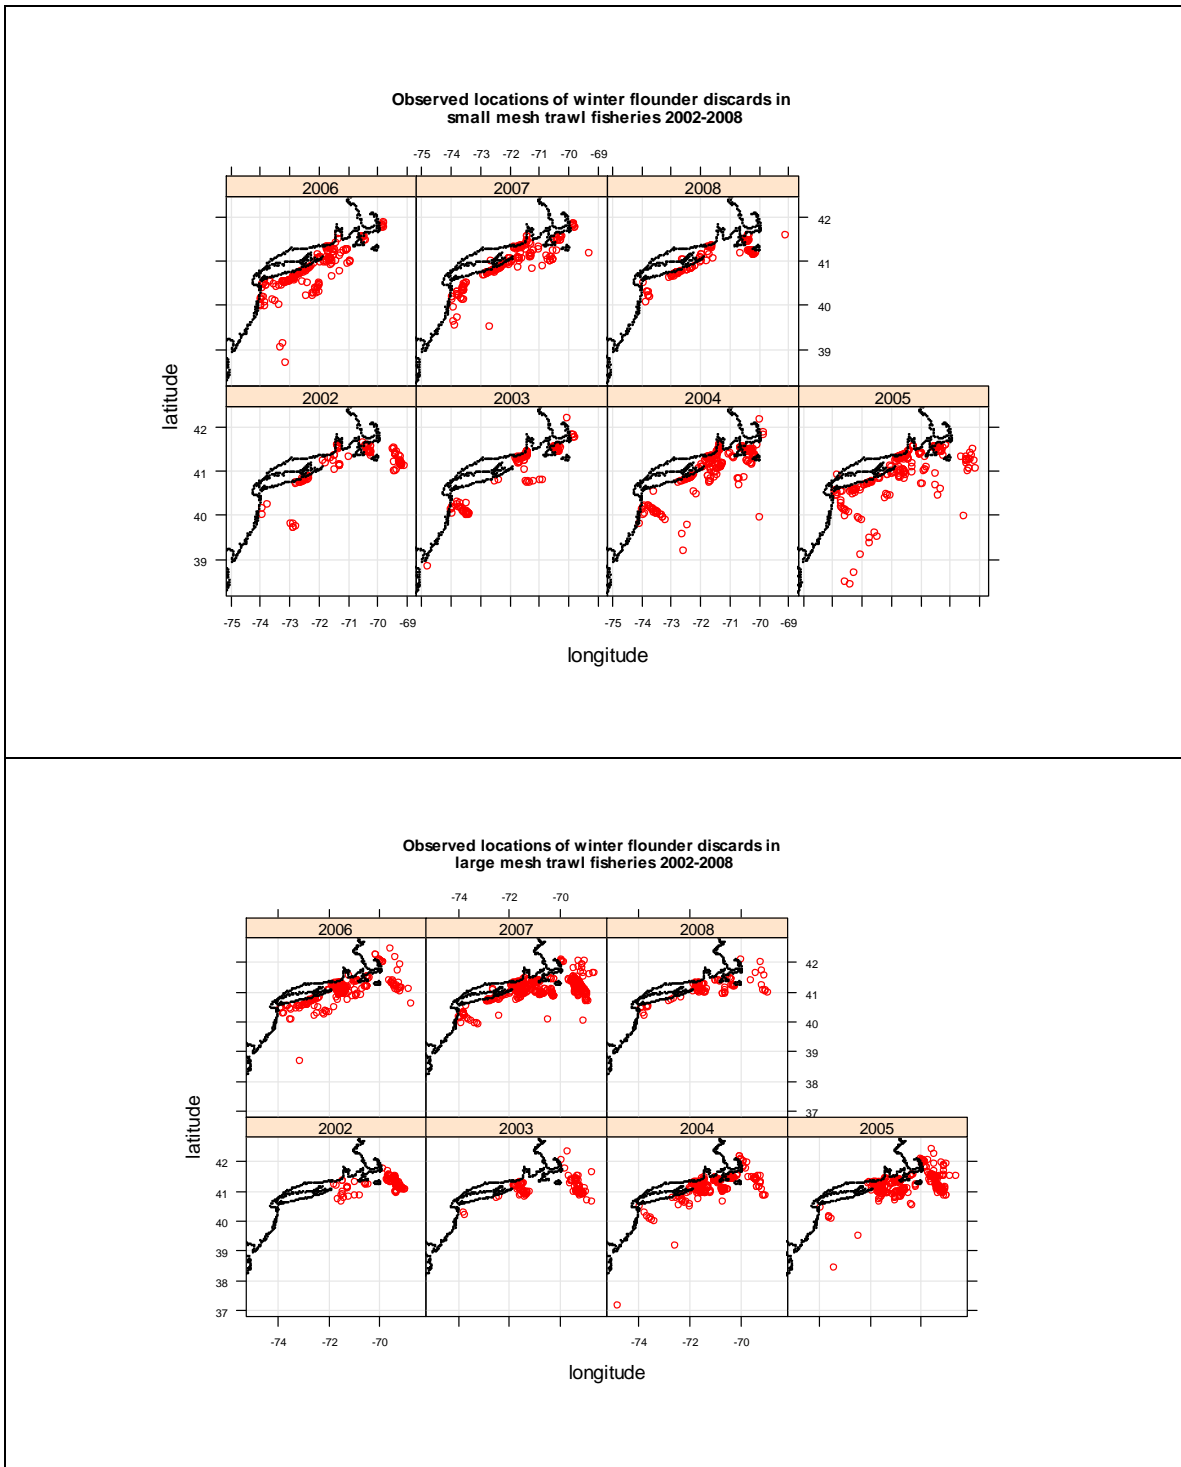 Observed locations of winter flounder discards in
small mesh trawl fisheries 2002-2008
-75 -74 -73 -72 -71 -70 -69
2006 2007 2008
42
41
40
39
latitude
2002 2003 2004 2005
42
41
40
39
-75 -74 -73 -72 -71 -70 -69 -75 -74 -73 -72 -71 -70 -69
longitude
Observed locations of winter flounder discards in
large mesh trawl fisheries 2002-2008
-74 -72 -70
2006 2007 2008
42
41
40
39
38
37
latitude
2002 2003 2004 2005
42
41
40
39
38
37
-74 -72 -70 -74 -72 -70
longitude